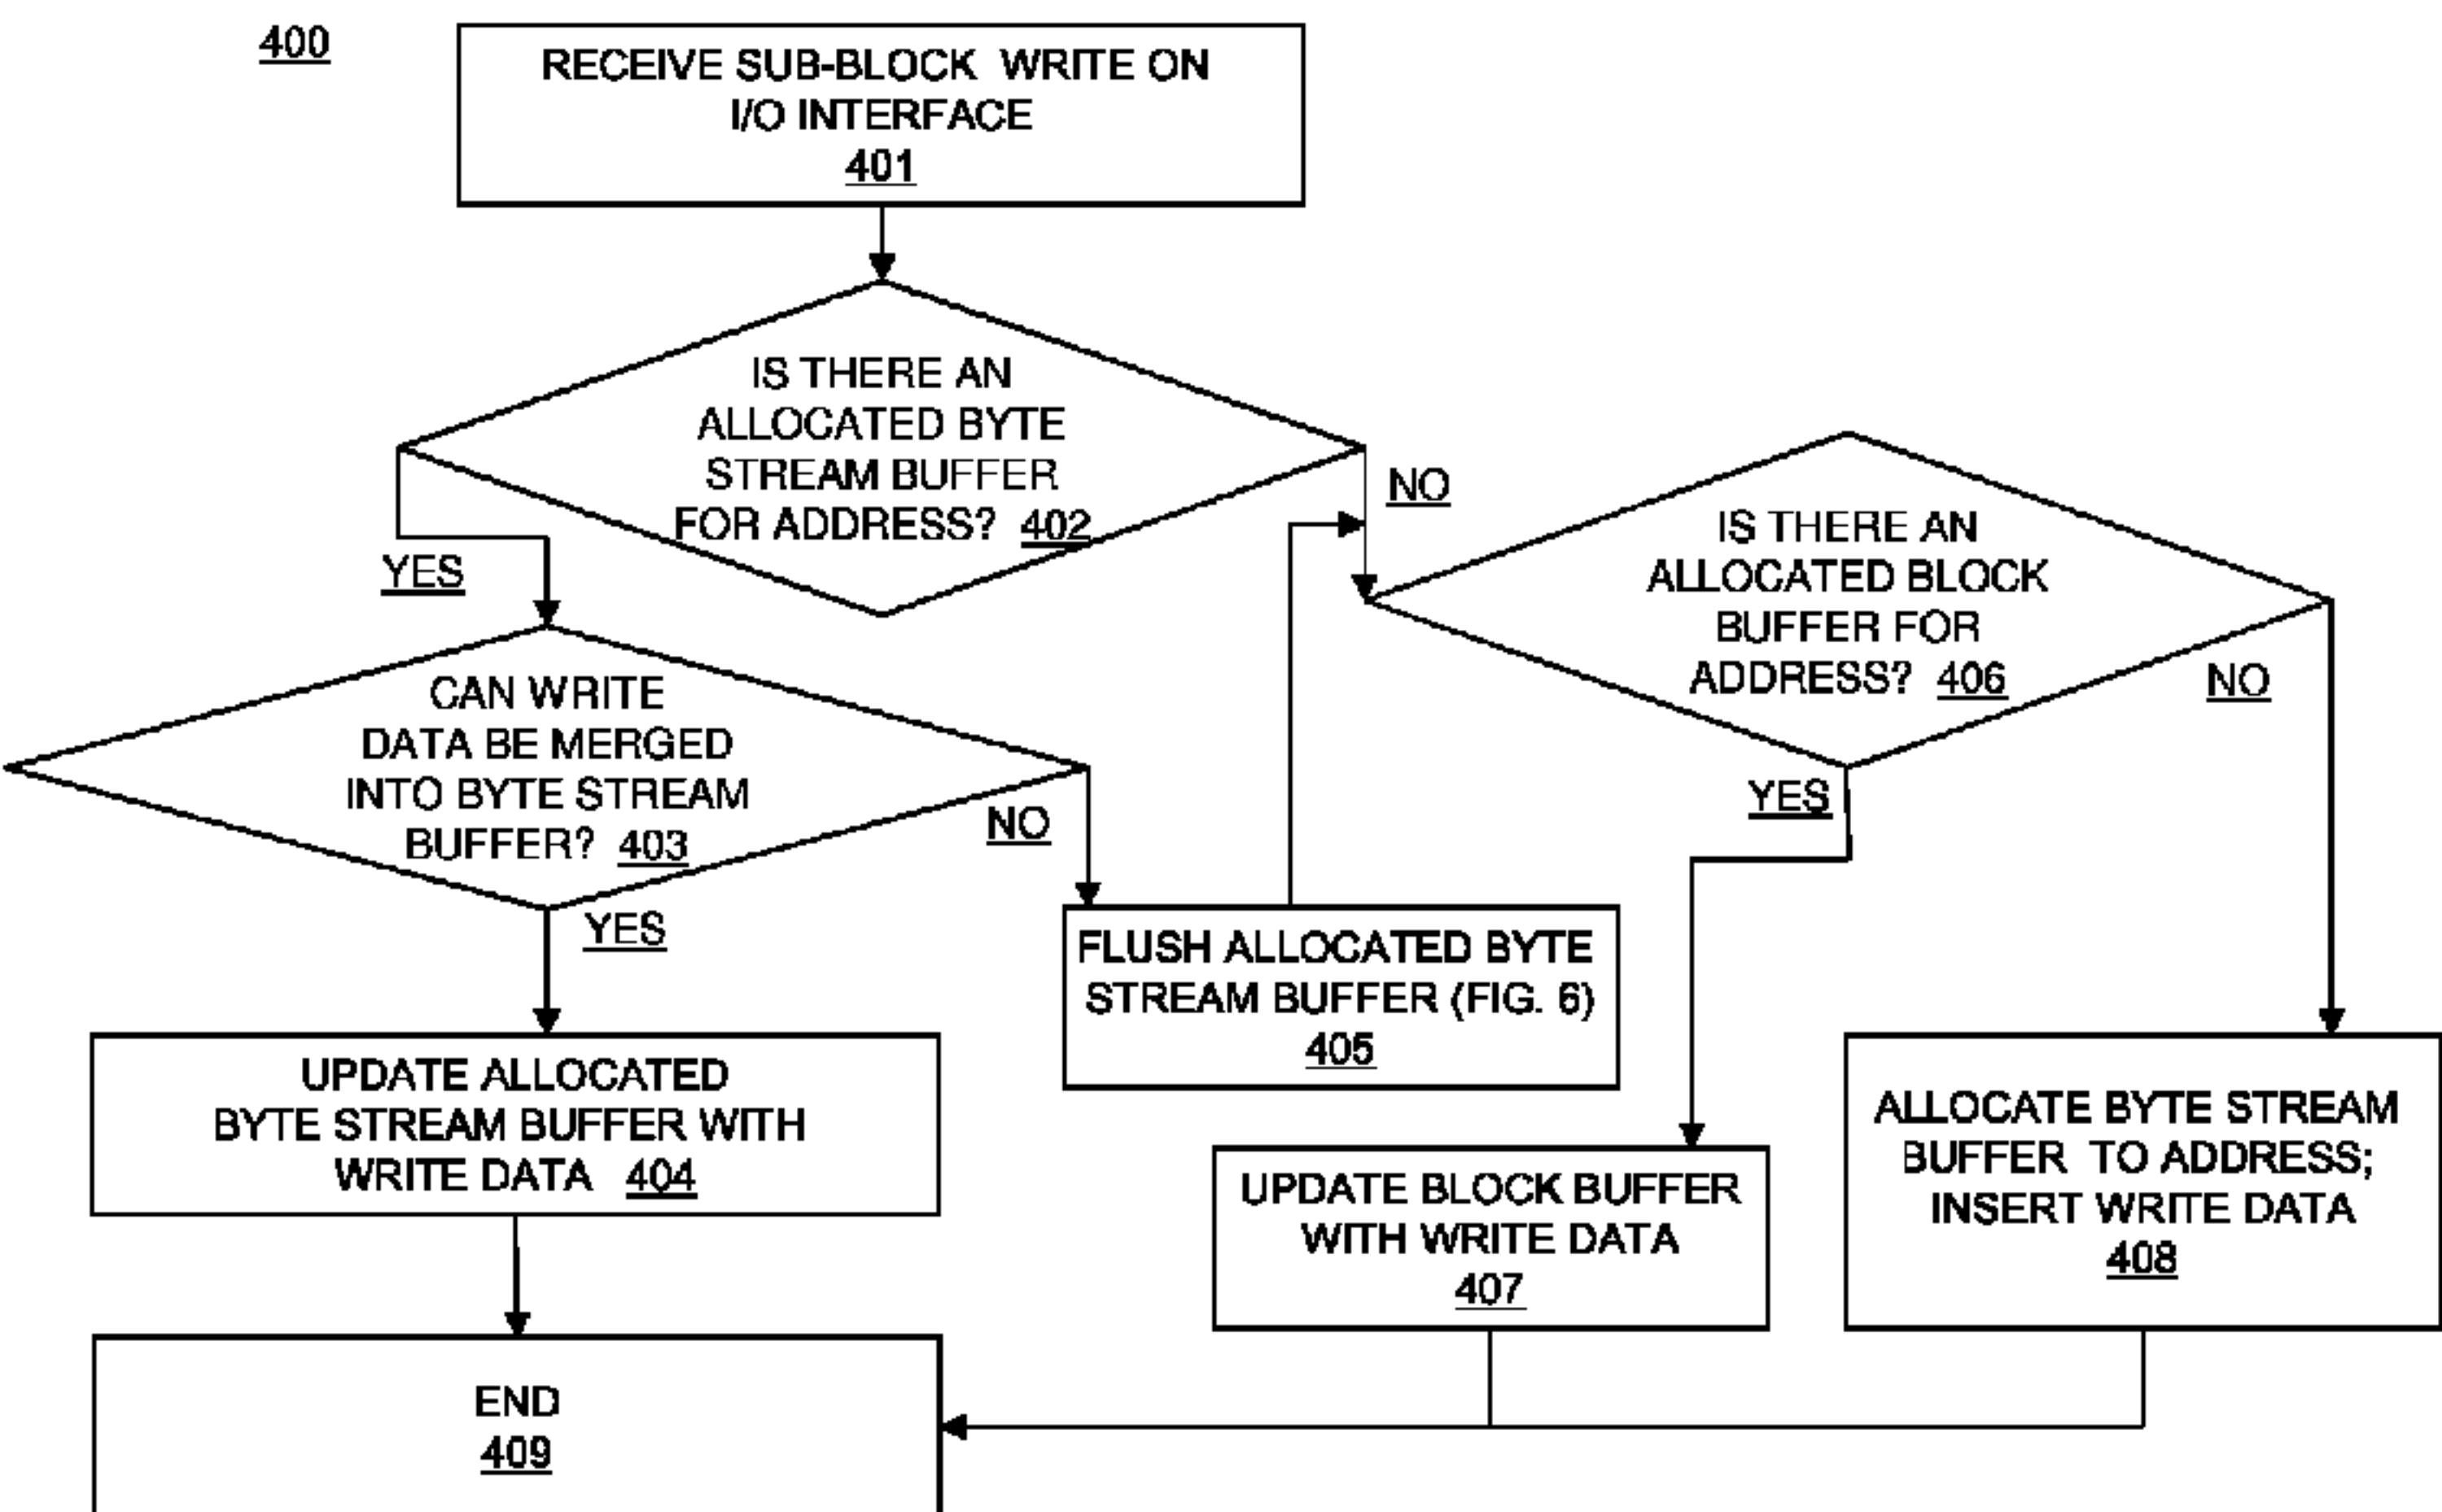 400
RECEIVE SUB-BLOCK WRITE ON
I/O INTERFACE
401
IS THERE AN
ALLOCATED BYTE
STREAM BUFFER
FOR ADDRESS? 402
YES
NO
CAN WRITE
DATA BE MERGED
INTO BYTE STREAM
BUFFER? 403
NO
YES
IS THERE AN
ALLOCATED BLOCK
BUFFER FOR
ADDRESS? 406
YES
NO
FLUSH ALLOCATED BYTE
STREAM BUFFER (FIG. 6)
405
UPDATE ALLOCATED
BYTE STREAM BUFFER WITH
WRITE DATA 404
UPDATE BLOCK BUFFER
WITH WRITE DATA
407
ALLOCATE BYTE STREAM
BUFFER TO ADDRESS;
INSERT WRITE DATA
408
END
409